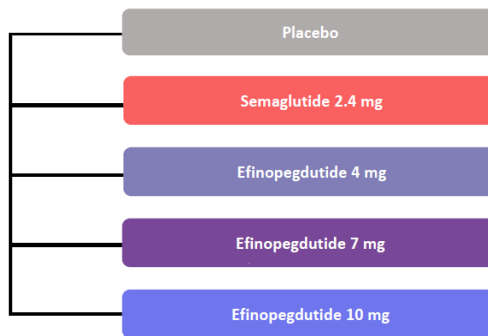 Placebo
Semaglutide 2.4 mg
Efinopegdutide 4 mg
Efinopegdutide 7 mg
Efinopegdutide 10 mg